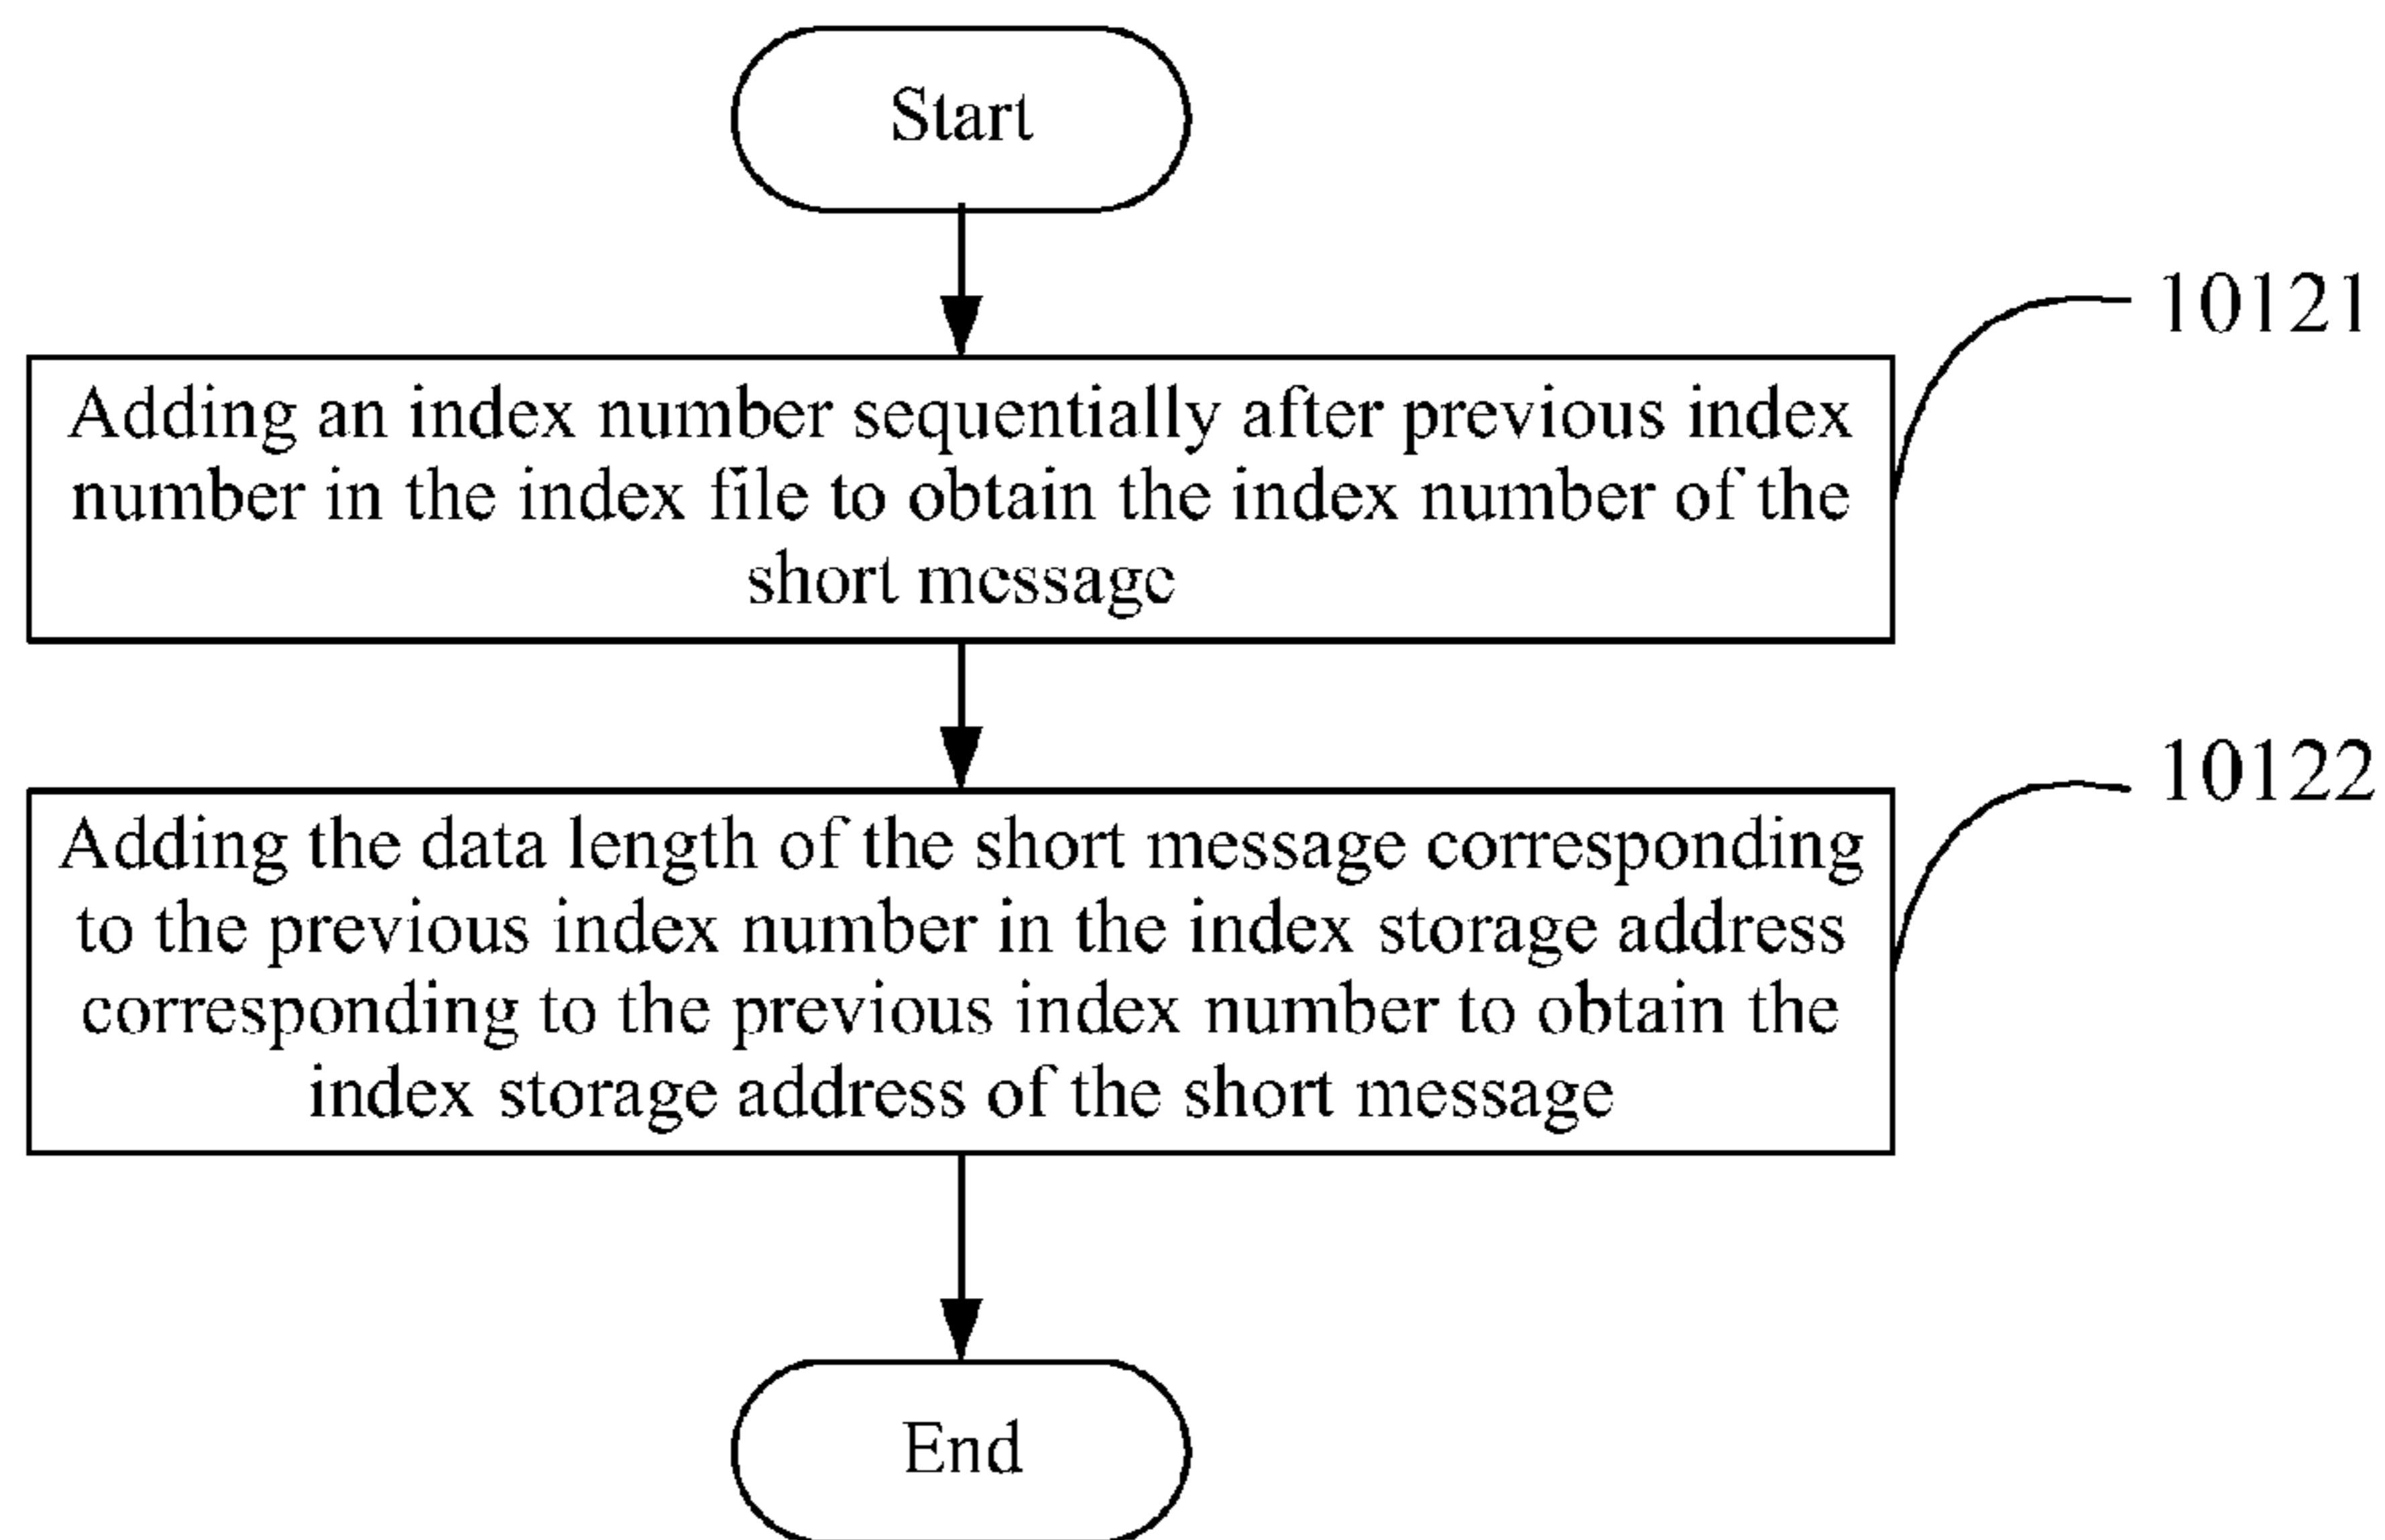 Start
10121
Adding an index number sequentially after previous index
number in the index file to obtain the index number of the
short message
10122
Adding the data length of the short message corresponding
to the previous index number in the index storage address
corresponding to the previous index number to obtain the
index storage address of the short message
End